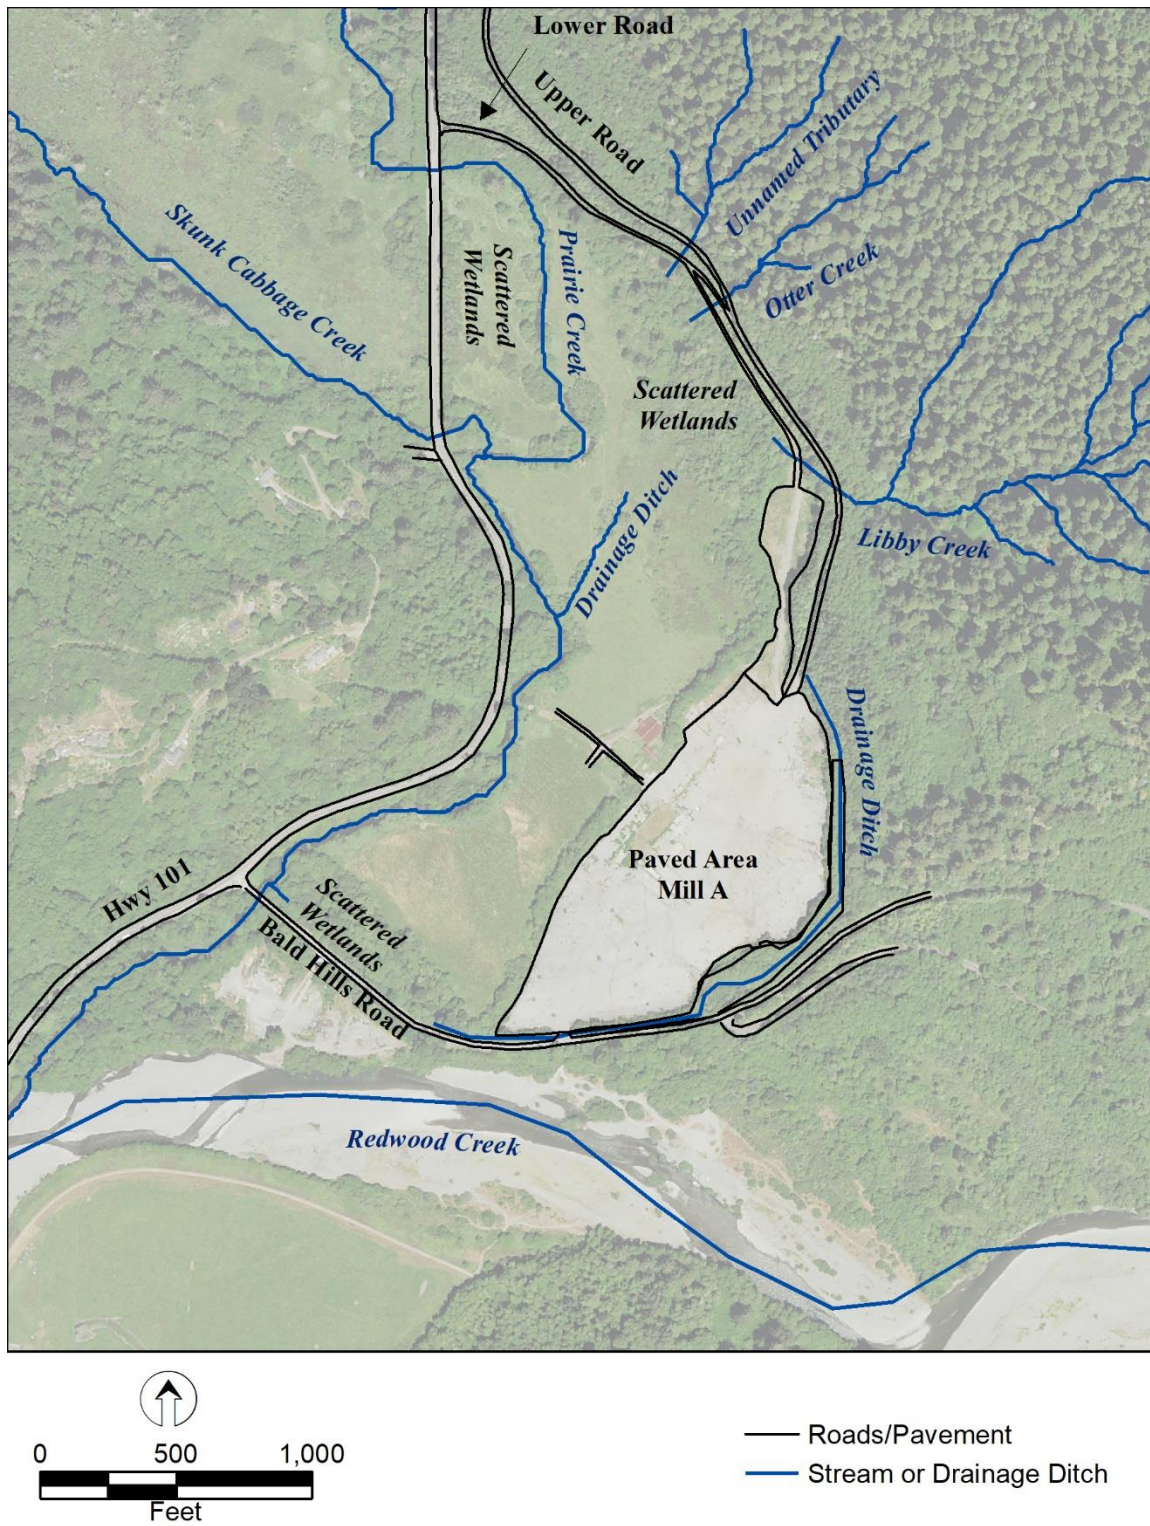 Lower Road
Upper Road
Unnamed Tributary
Skunk Cabbage Creek
Scattered
Wetlands
Prairie Creek
Otter Creek
Scattered
Wetlands
Drainage Ditch
Libby Creek
Drainage Ditch
Paved Area
Mill A
Hwy 101
Scattered
Wetlands
Bald Hills Road
Redwood Creek
0 500 1,000
Feet
Roads/Pavement
Stream or Drainage Ditch